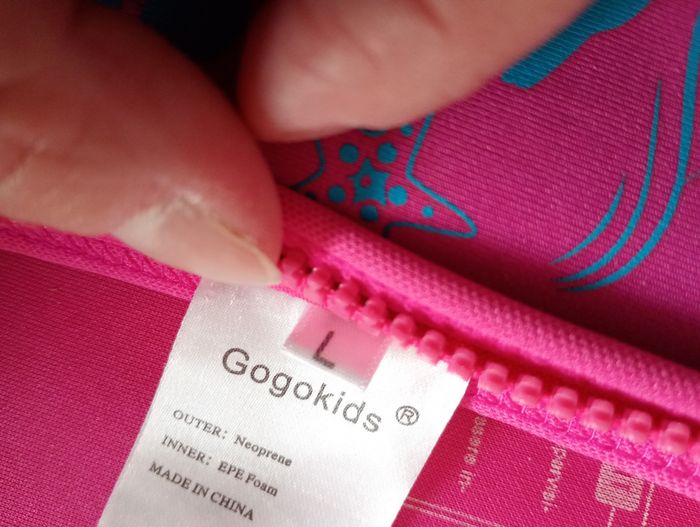 L
Gogokids®
OUTER: Neoprene
INNER: EPE Foam
MADE IN CHINA